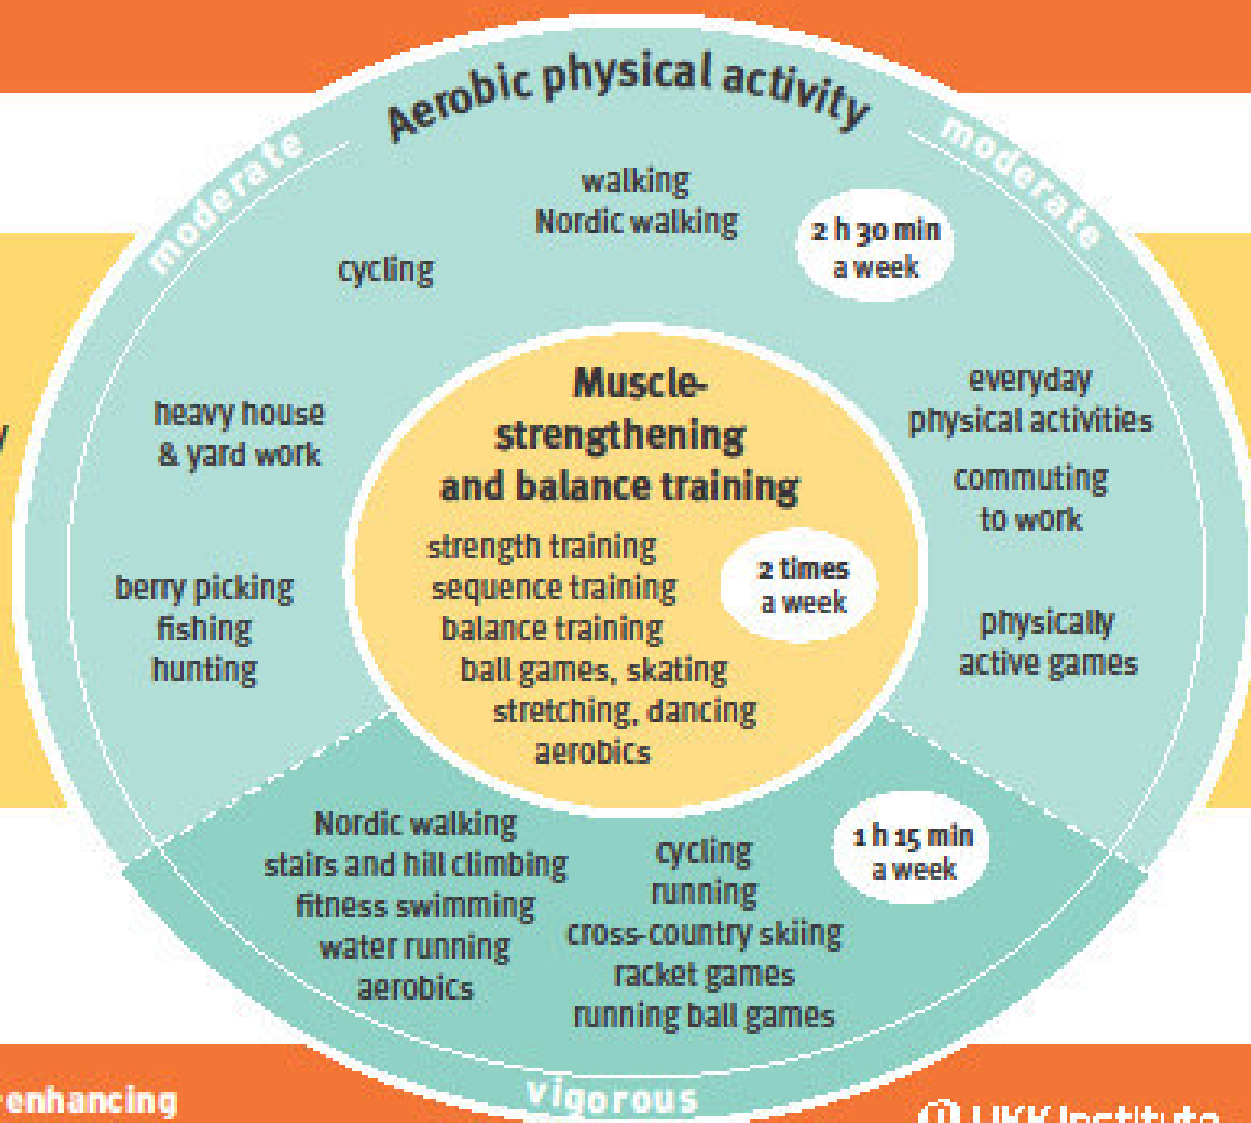 Aerobic physical activity
moderate
moderate
walking
Nordic walking
2 h 30 min
a week
cycling
heavy house
& yard work
everyday
physical activities
commuting
to work
berry picking
fishing
hunting
physically
active games
Muscle-
strengthening
and balance training
strength training
sequence training
balance training
ball games, skating
stretching, dancing
aerobics
2 times
a week
Nordic walking
stairs and hill climbing
fitness swimming
water running
aerobics
cycling
running
cross-country skiing
racket games
running ball games
1 h 15 min
a week
vigorous
-enhancing
UKK Institute